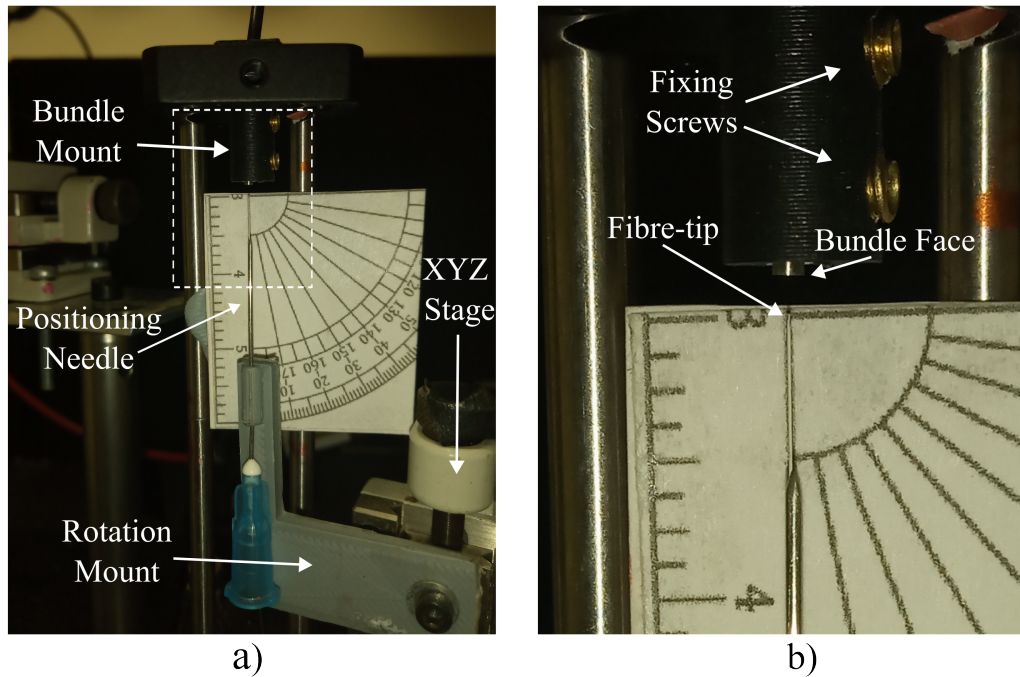 Bundle
Mount
XYZ
Stage
Positioning
Needle
Rotation
Mount
3
4
5
10
20
30
40
50
170
160
150
140
130
120
a)
Fixing
Screws
Fibre-tip
Bundle Face
3
4
b)